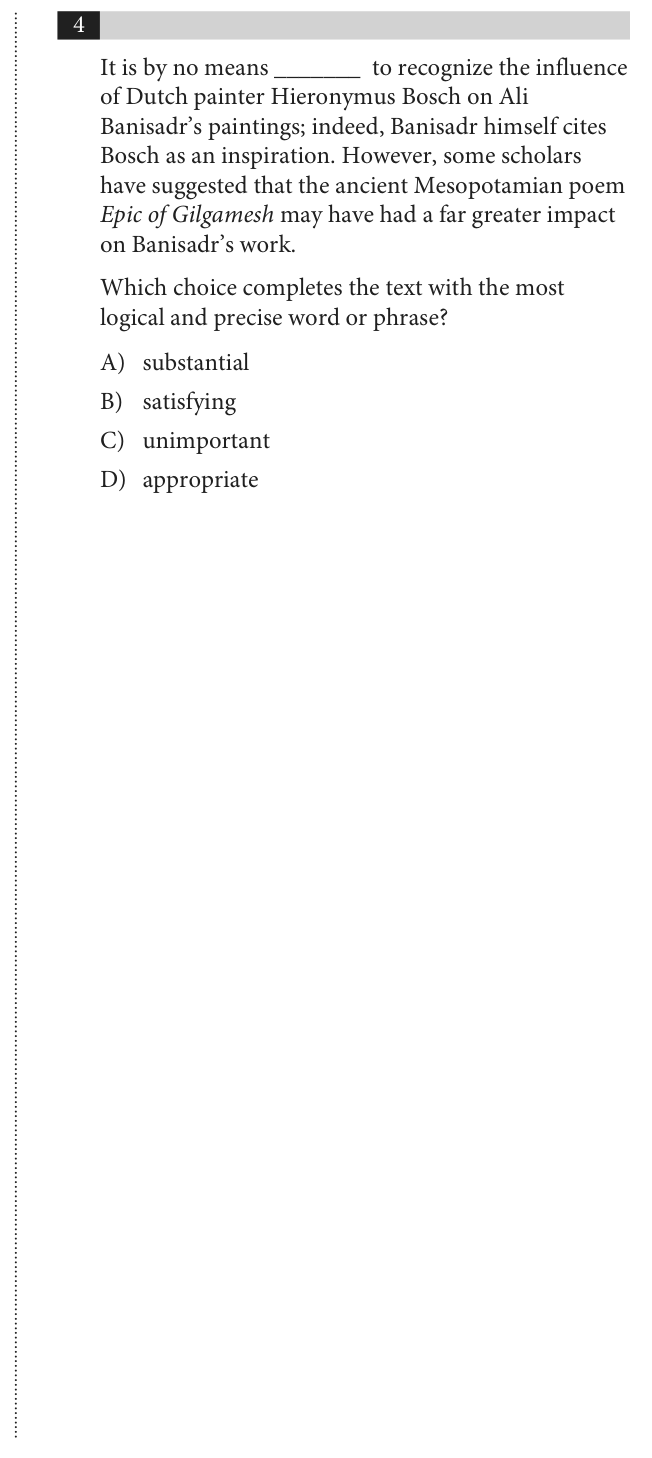 4
It is by no means _______ to recognize the influence
of Dutch painter Hieronymus Bosch on Ali
Banisadr’s paintings; indeed, Banisadr himself cites
Bosch as an inspiration. However, some scholars
have suggested that the ancient Mesopotamian poem
Epic of Gilgamesh may have had a far greater impact
on Banisadr’s work.
Which choice completes the text with the most
logical and precise word or phrase?
A) substantial
B) satisfying
C) unimportant
D) appropriate